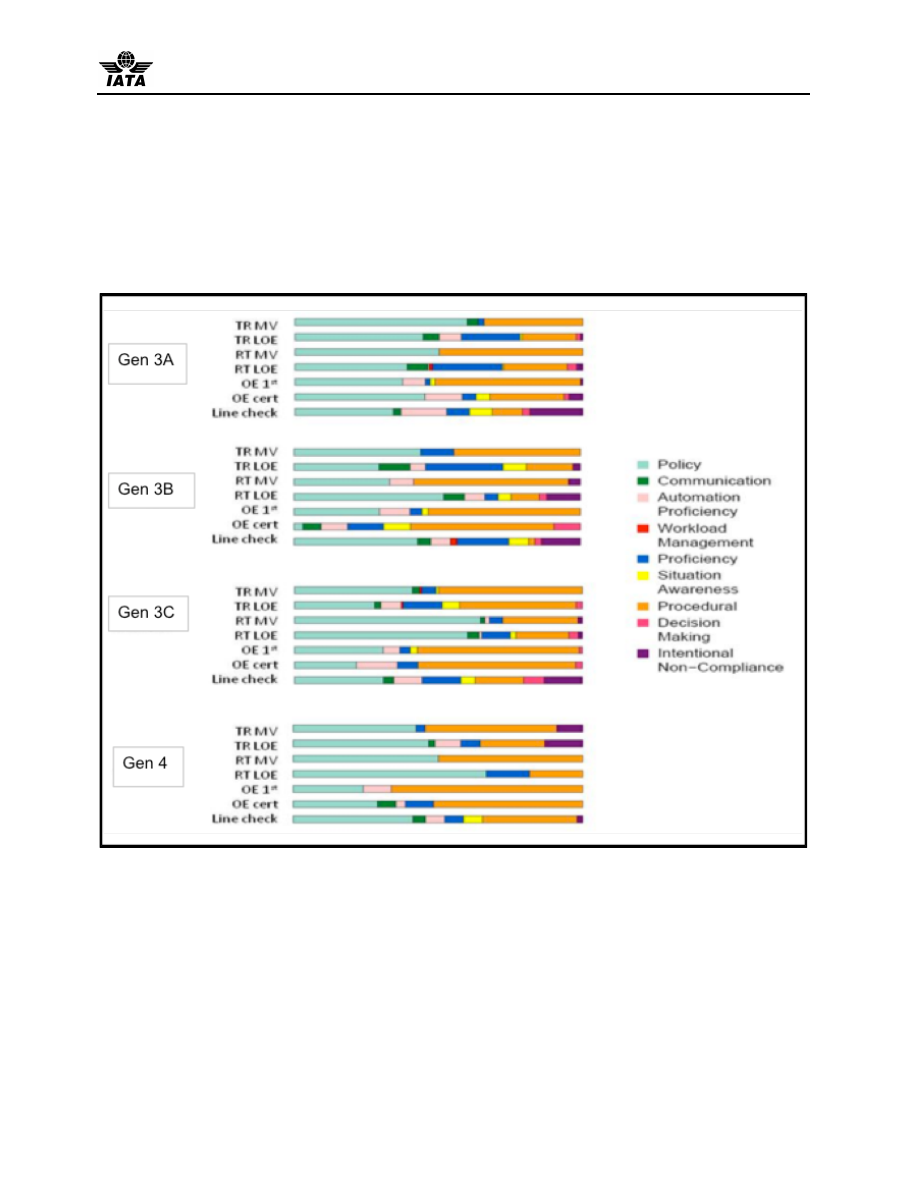 IATA
Gen 3A
TR MV
TR LOE
RT MV
RT LOE
OE 1st
OE cert
Line check
Gen 3B
TR MV
TR LOE
RT MV
RT LOE
OE 1st
OE cert
Line check
Gen 3C
TR MV
TR LOE
RT MV
RT LOE
OE 1st
OE cert
Line check
Gen 4
TR MV
TR LOE
RT MV
RT LOE
OE 1st
OE cert
Line check
Policy
Communication
Automation
Proficiency
Workload
Management
Proficiency
Situation
Awareness
Procedural
Decision
Making
Intentional
Non-Compliance